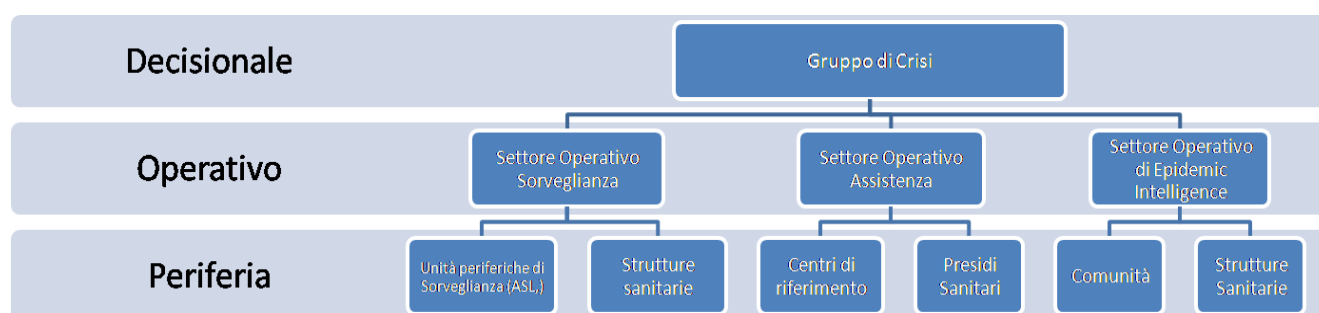 Decisionale
Gruppo di Crisi
Operativo
Settore Operativo
Sorveglianza
Settore Operativo
Assistenza
Settore Operativo
di Epidemic
Intelligence
Periferia
Unità periferiche di
Sorveglianza (ASL,)
Strutture
sanitarie
Centri di
riferimento
Presidi
Sanitari
Comunità
Strutture
Sanitarie